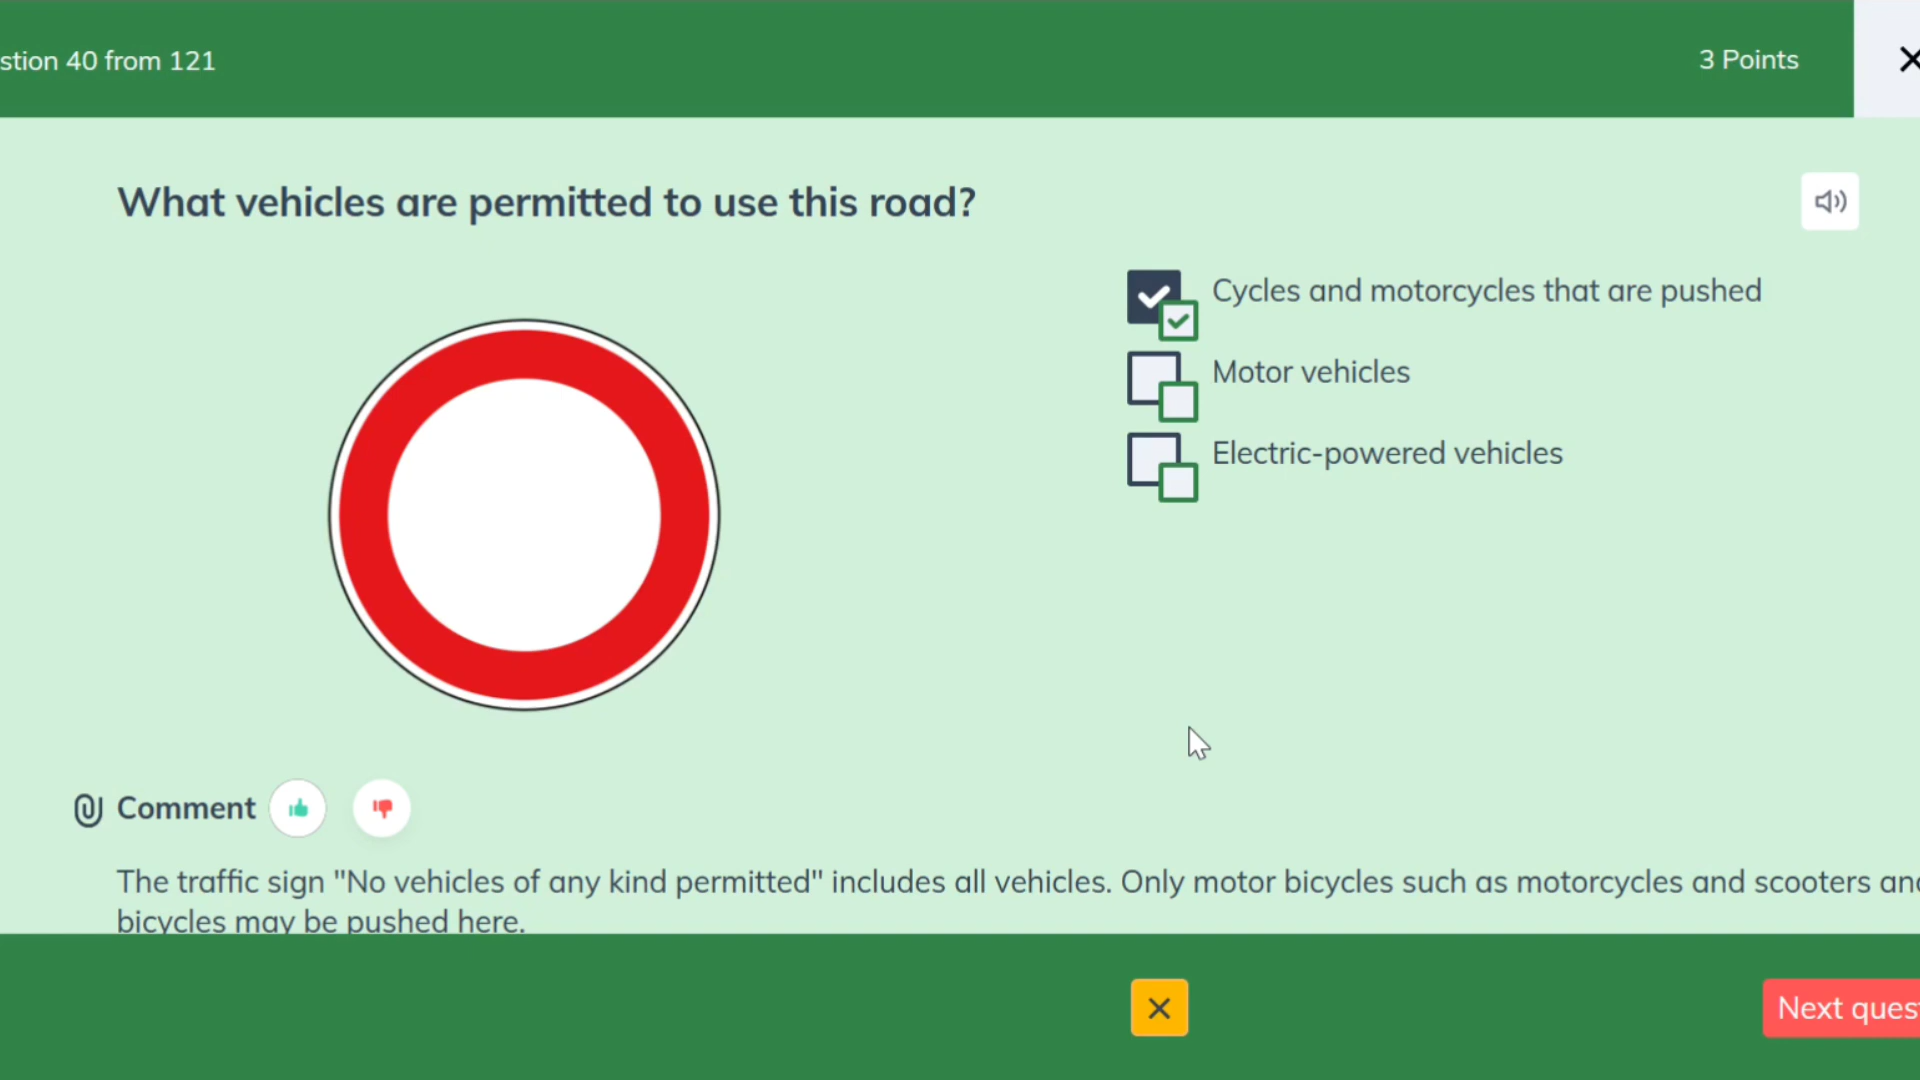 stion 40 from 121
3 Points
What vehicles are permitted to use this road?
Cycles and motorcycles that are pushed
Motor vehicles
Electric-powered vehicles
Comment
The traffic sign "No vehicles of any kind permitted" includes all vehicles. Only motor bicycles such as motorcycles and scooters and
bicycles may be pushed here.
Next quest